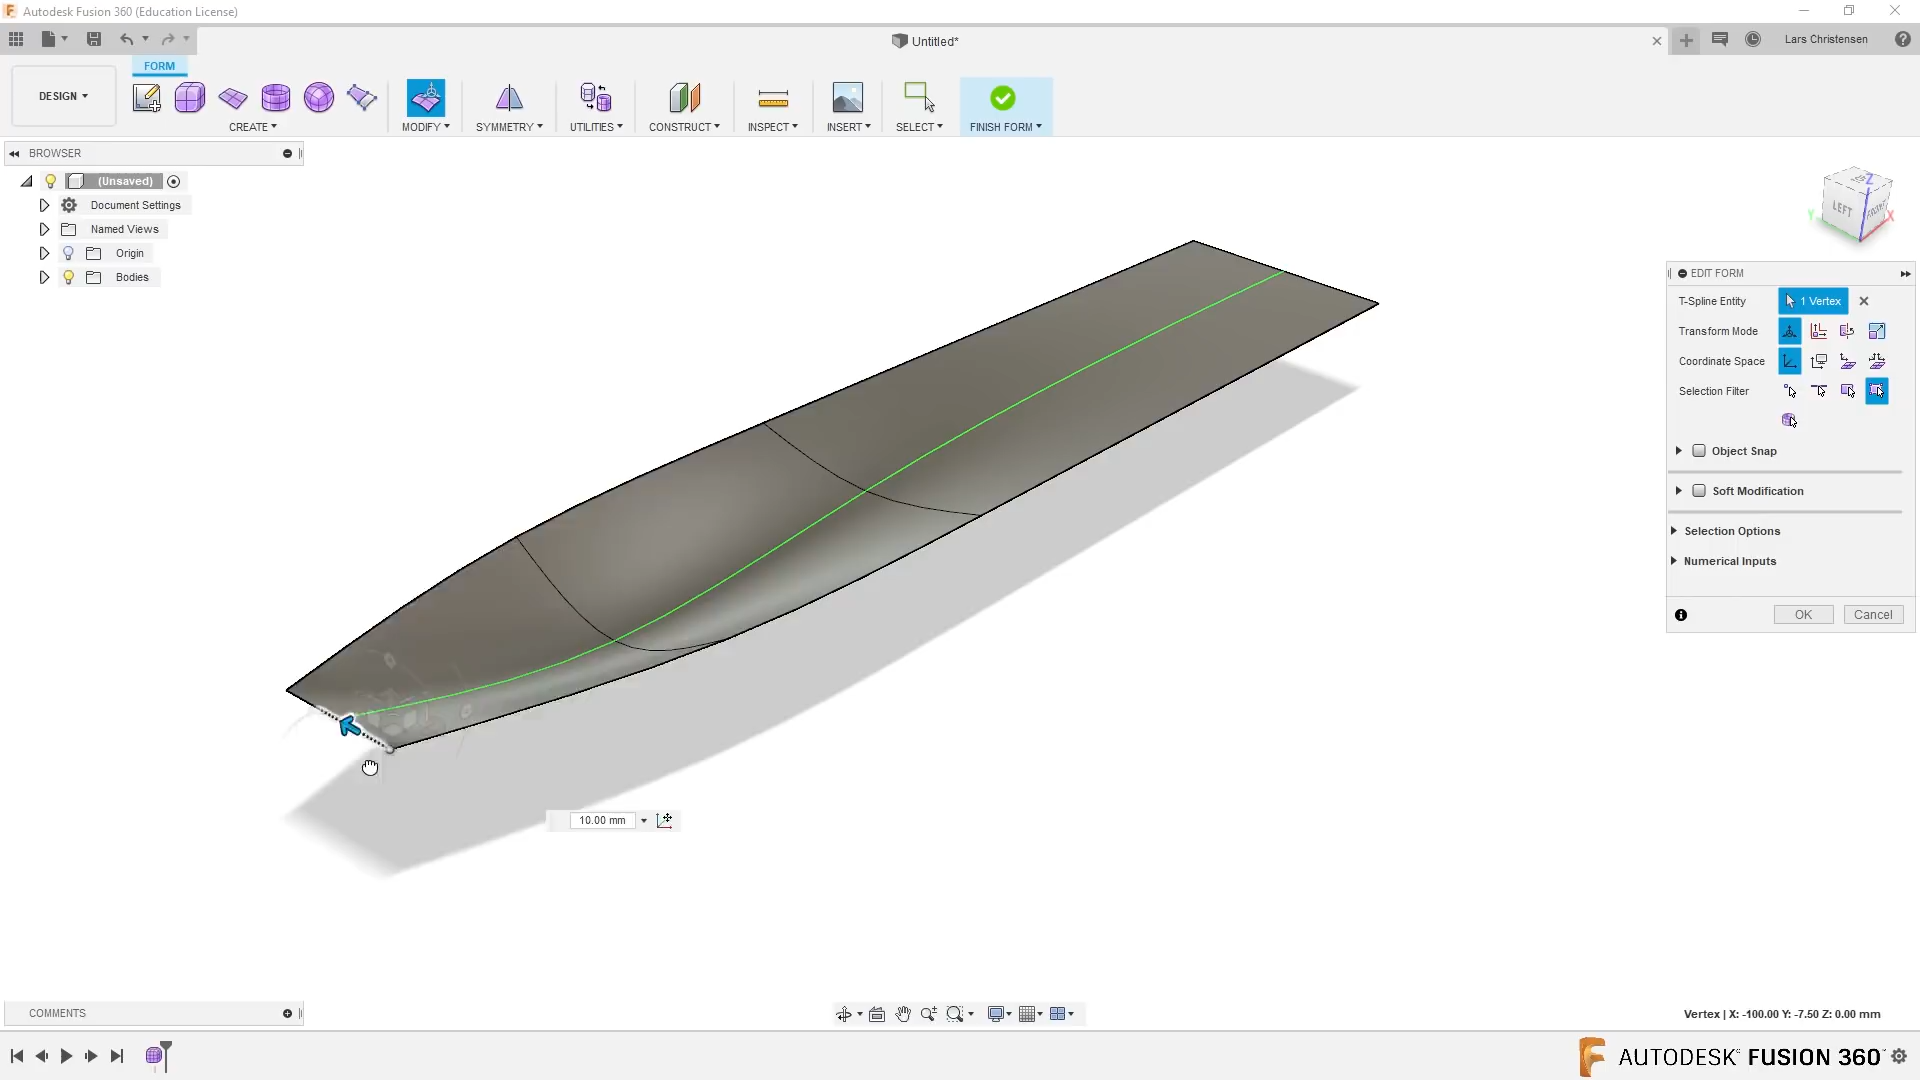 Autodesk Fusion 360 (Education License)
Untitled*
Lars Christensen
FORM
DESIGN
CREATE
MODIFY
SYMMETRY
UTILITIES
CONSTRUCT
INSPECT
INSERT
SELECT
FINISH FORM
BROWSER
(Unsaved)
Document Settings
Named Views
Origin
Bodies
Z
LEFT
FRONT
Y
X
EDIT FORM
T-Spline Entity
1 Vertex
Transform Mode
Coordinate Space
Selection Filter
Object Snap
Soft Modification
Selection Options
Numerical Inputs
OK
Cancel
10.00 mm
COMMENTS
Vertex | X: -100.00 Y: -7.50 Z: 0.00 mm
AUTODESK FUSION 360